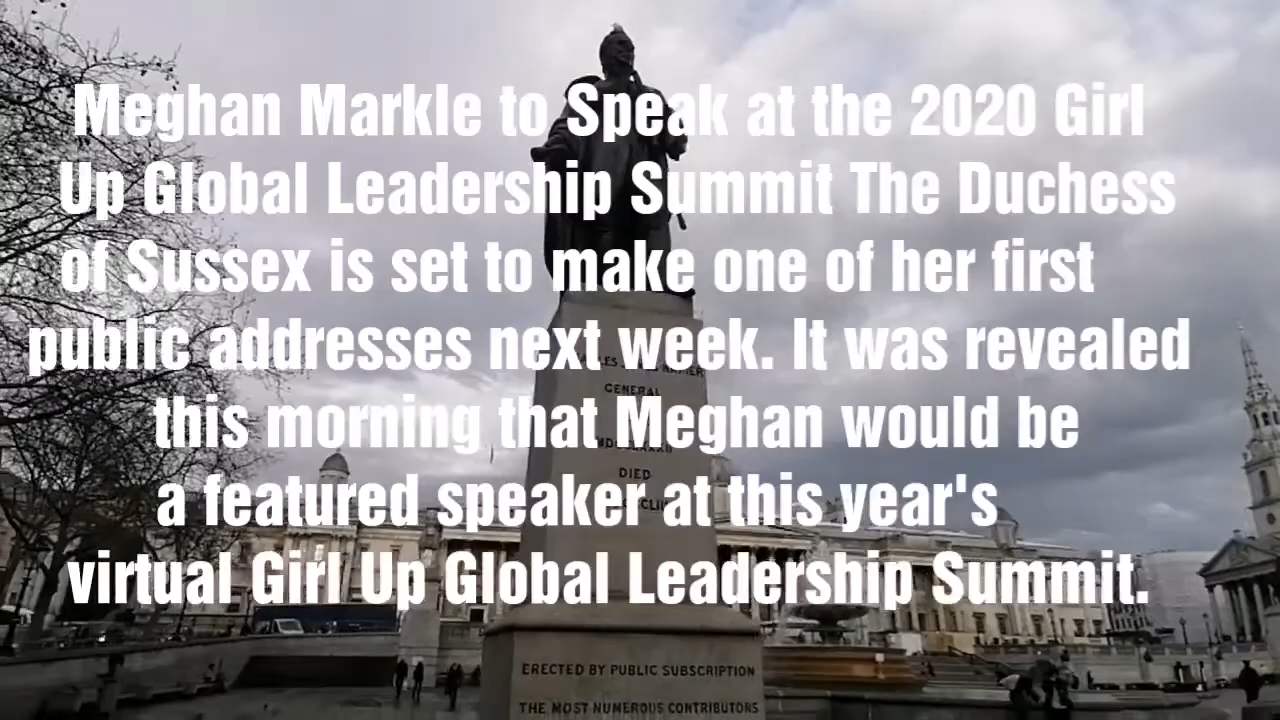 Meghan Markle to Speak at the 2020 Girl
Up Global Leadership Summit The Duchess
of Sussex is set to make one of her first
public addresses next week. It was revealed
this morning that Meghan would be
a featured speaker at this year's
virtual Girl Up Global Leadership Summit.
GENERAL
DIED
ERECTED BY PUBLIC SUBSCRIPTION
THE MOST NUMEROUS CONTRIBUTORS